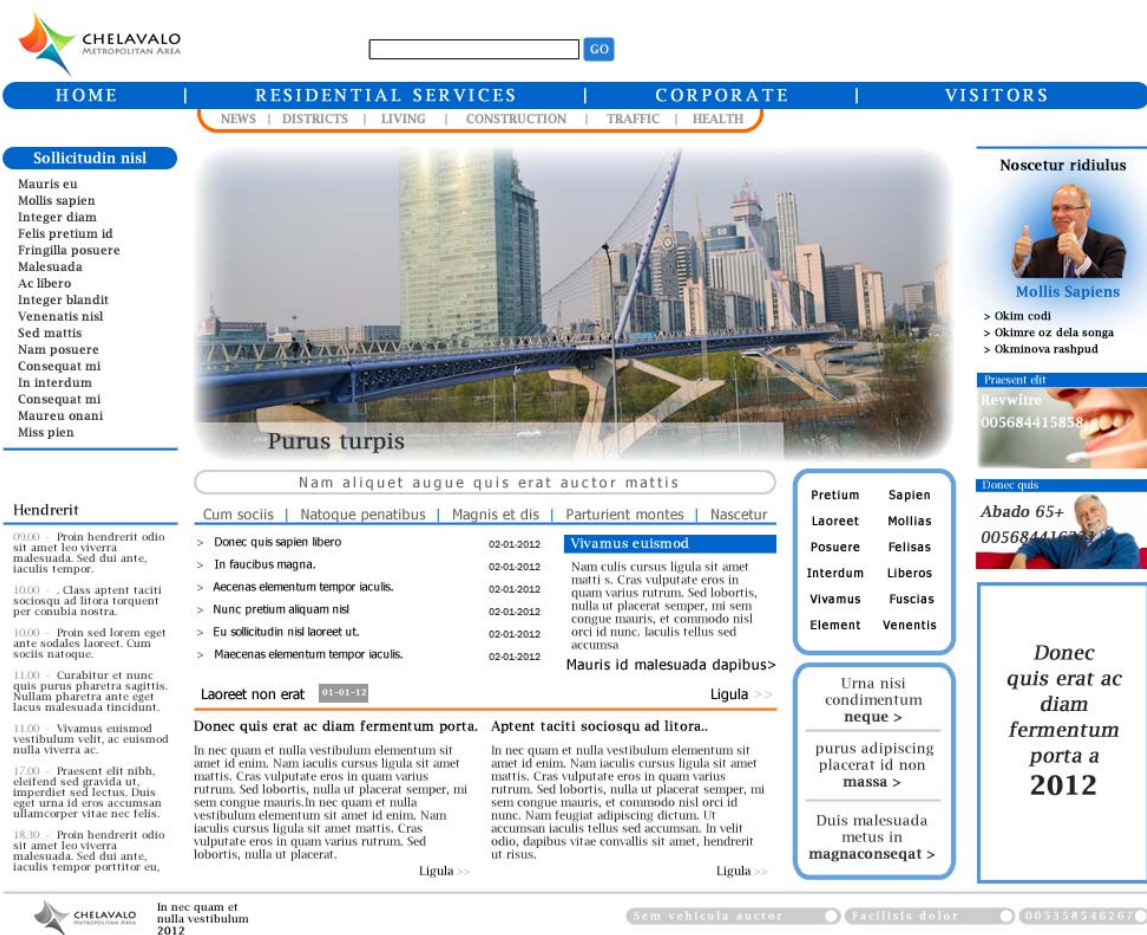 CHELAVALO
METROPOLITAN AREA
GO
HOME | RESIDENTIAL SERVICES | CORPORATE | VISITORS
NEWS | DISTRICTS | LIVING | CONSTRUCTION | TRAFFIC | HEALTH
Sollicitudin nisl
Mauris eu
Mollis sapien
Integer diam
Felis pretium id
Fringilla posuere
Malesuada
Ac libero
Integer blandit
Venenatis nisl
Sed mattis
Nam posuere
Consequat mi
In interdum
Consequat mi
Maureu onani
Miss pien
Hendrerit
09.00 - Proin hendrerit odio
sit amet leo viverra
malesuada. Sed dui ante,
iaculis tempor.
10.00 - . Class aptent taciti
sociosqu ad litora torquent
per conubia nostra.
10.00 - Proin sed lorem eget
ante sodales laoreet. Cum
sociis natoque.
11.00 - Curabitur et nunc
quis purus pharetra sagittis.
Nullam pharetra ante eget
lacus malesuada tincidunt.
11.00 - Vivamus euismod
vestibulum velit, ac euismod
nulla viverra ac.
17.00 - Praesent elit nibh,
eleifend sed gravida ut,
imperdiet sed lectus. Duis
eget urna id eros accumsan
ullamcorper vitae nec felis.
18.30 - Proin hendrerit odio
sit amet leo viverra
malesuada. Sed dui ante,
iaculis tempor porttitor eu,
Purus turpis
Nam aliquet augue quis erat auctor mattis
Cum sociis | Natoque penatibus | Magnis et dis | Parturient montes | Nascetur
> Donec quis sapien libero 02-01-2012
> In faucibus magna. 02-01-2012
> Aecenas elementum tempor iaculis. 02-01-2012
> Nunc pretium aliquam nisl 02-01-2012
> Eu sollicitudin nisl laoreet ut. 02-01-2012
> Maecenas elementum tempor iaculis. 02-01-2012
Vivamus euismod
Nam culis cursus ligula sit amet
matti s. Cras vulputate eros in
quam varius rutrum. Sed lobortis,
nulla ut placerat semper, mi sem
congue mauris, et commodo nisl
orci id nunc. Iaculis tellus sed
accumsa
Mauris id malesuada dapibus>
Laoreet non erat 01-01-12
Ligula >>
Donec quis erat ac diam fermentum porta.
In nec quam et nulla vestibulum elementum sit
amet id enim. Nam iaculis cursus ligula sit amet
mattis. Cras vulputate eros in quam varius
rutrum. Sed lobortis, nulla ut placerat semper, mi
sem congue mauris.In nec quam et nulla
vestibulum elementum sit amet id enim. Nam
iaculis cursus ligula sit amet mattis. Cras
vulputate eros in quam varius rutrum. Sed
lobortis, nulla ut placerat.
Ligula >>
Aptent taciti sociosqu ad litora..
In nec quam et nulla vestibulum elementum sit
amet id enim. Nam iaculis cursus ligula sit amet
mattis. Cras vulputate eros in quam varius
rutrum. Sed lobortis, nulla ut placerat semper, mi
sem congue mauris, et commodo nisl orci id
nunc. Nam feugiat adipiscing dictum. Ut
accumsan iaculis tellus sed accumsan. In velit
odio, dapibus vitae convallis sit amet, hendrerit
ut risus.
Ligula >>
Pretium Sapien
Laoreet Mollias
Posuere Felisas
Interdum Liberos
Vivamus Fuscias
Element Venentis
Urna nisi
condimentum
neque >
purus adipiscing
placerat id non
massa >
Duis malesuada
metus in
magnaconseqat >
Noscetur ridiulus
Mollis Sapiens
> Okim codi
> Okimre oz dela songa
> Okminova rashpud
Praesent elit
Revwitre
005684415858
Donec quis
Abado 65+
Donec
quis erat ac
diam
fermentum
porta a
2012
CHELAVALO
METROPOLITAN AREA
In nec quam et
nulla vestibulum
2012
Sem vehicula auctor
Facilisis dolor
005358546267